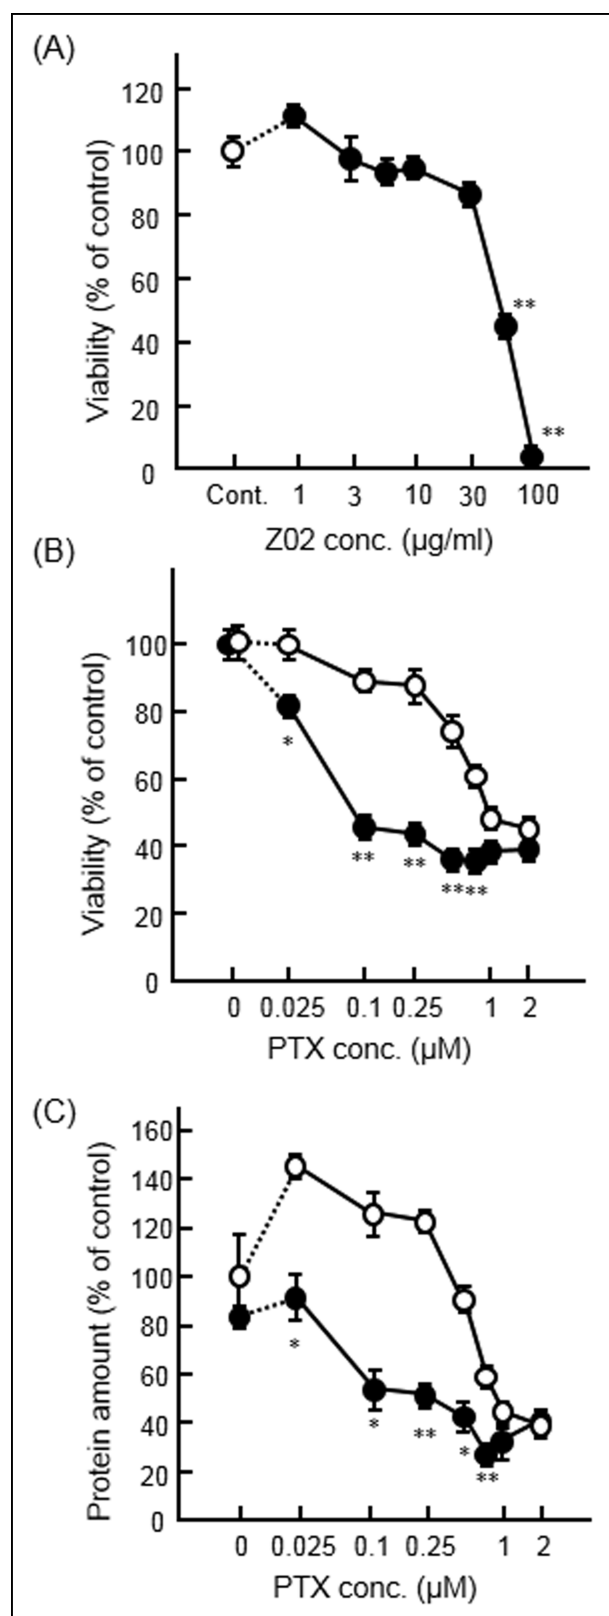 (A)
120
100
80
60
40
20
0
Viability (% of control)
**
**
Cont. 1 3 10 30 100
Z02 conc. (µg/ml)
(B)
100
80
60
40
20
0
Viability (% of control)
*
** ** ** **
0 0.025 0.1 0.25 1 2
PTX conc. (µM)
(C)
160
140
120
100
80
60
40
20
0
Protein amount (% of control)
*
* ** * **
0 0.025 0.1 0.25 1 2
PTX conc. (µM)